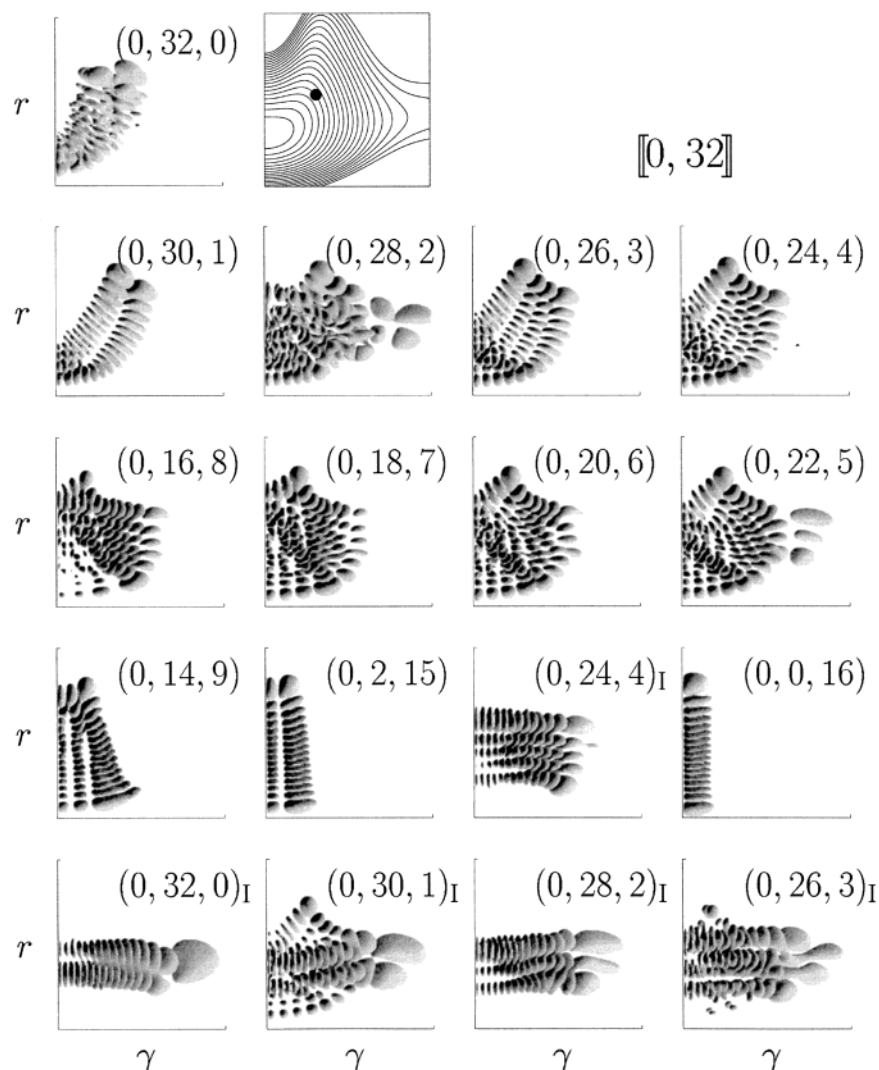 r (0, 32, 0) ⟦0, 32⟧
r (0, 30, 1) (0, 28, 2) (0, 26, 3) (0, 24, 4)
r (0, 16, 8) (0, 18, 7) (0, 20, 6) (0, 22, 5)
r (0, 14, 9) (0, 2, 15) (0, 24, 4)I (0, 0, 16)
r (0, 32, 0)I (0, 30, 1)I (0, 28, 2)I (0, 26, 3)I
γ γ γ γ